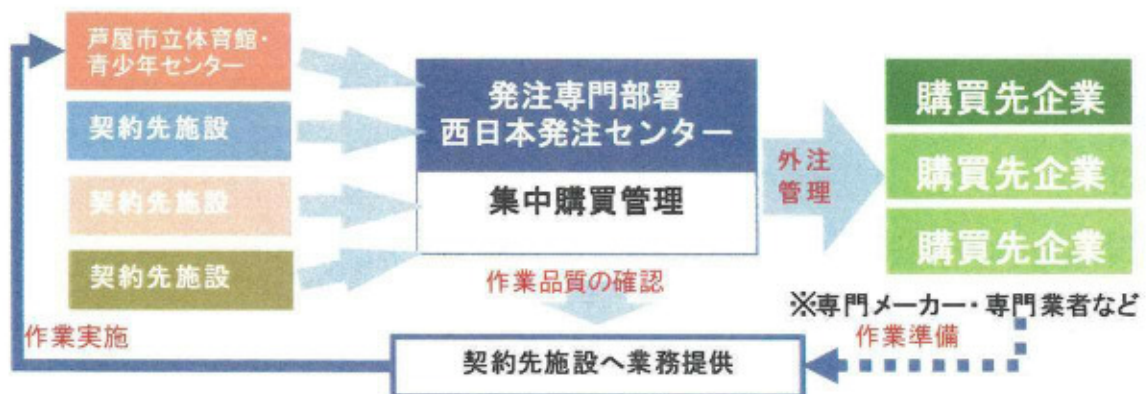 芦屋市立体育館・
青少年センター
契約先施設
契約先施設
契約先施設
発注専門部署
西日本発注センター
集中購買管理
外注
管理
購買先企業
購買先企業
購買先企業
※専門メーカー・専門業者など
作業品質の確認
作業準備
契約先施設へ業務提供
作業実施